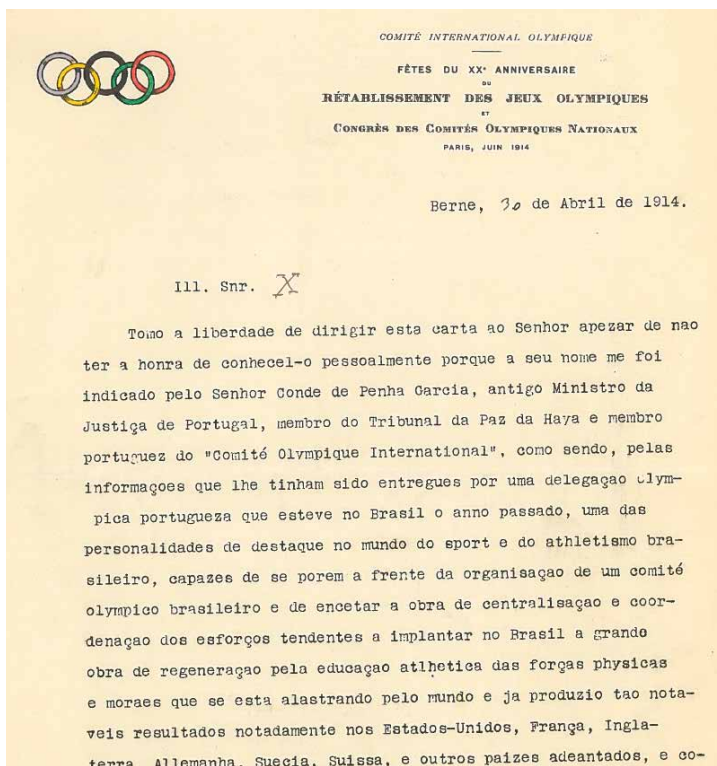 COMITÉ INTERNATIONAL OLYMPIQUE
FÊTES DU XXe ANNIVERSAIRE
DU
RÉTABLISSEMENT DES JEUX OLYMPIQUES
ET
CONGRÈS DES COMITÉS OLYMPIQUES NATIONAUX
PARIS, JUIN 1914
Berne, 30 de Abril de 1914.
Ill. Snr. X
Tomo a liberdade de dirigir esta carta ao Senhor apezar de nao
ter a honra de conhecel-o pessoalmente porque a seu nome me foi
indicado pelo Senhor Conde de Penha Garcia, antigo Ministro da
Justiça de Portugal, membro do Tribunal da Paz da Haya e membro
portuguez do "Comité Olympique International", como sendo, pelas
informaçoes que lhe tinham sido entregues por uma delegaçao olym-
pica portugueza que esteve no Brasil o anno passado, uma das
personalidades de destaque no mundo do sport e do athletismo bra-
sileiro, capazes de se porem a frente da organisaçao de um comité
olympico brasileiro e de encetar a obra de centralisaçao e coor-
denaçao dos esforços tendentes a implantar no Brasil a grando
obra de regeneraçao pela educaçao atlhetica das forças physicas
e moraes que se esta alastrando pelo mundo e ja produzio tao nota-
veis resultados notadamente nos Estados-Unidos, França, Ingla-
terra, Allemanha, Suecia, Suissa, e outros paizes adeantados, e co-